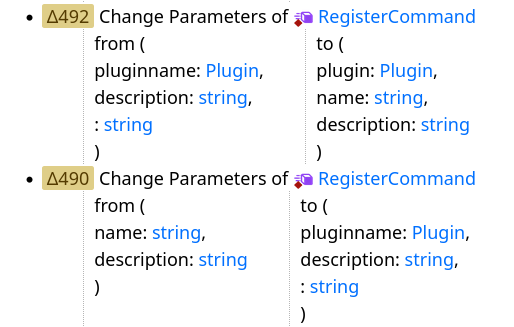 • Δ492 Change Parameters of RegisterCommand
from ( to (
pluginname: Plugin, plugin: Plugin,
description: string, name: string,
: string description: string
) )
• Δ490 Change Parameters of RegisterCommand
from ( to (
name: string, pluginname: Plugin,
description: string description: string,
) : string
)